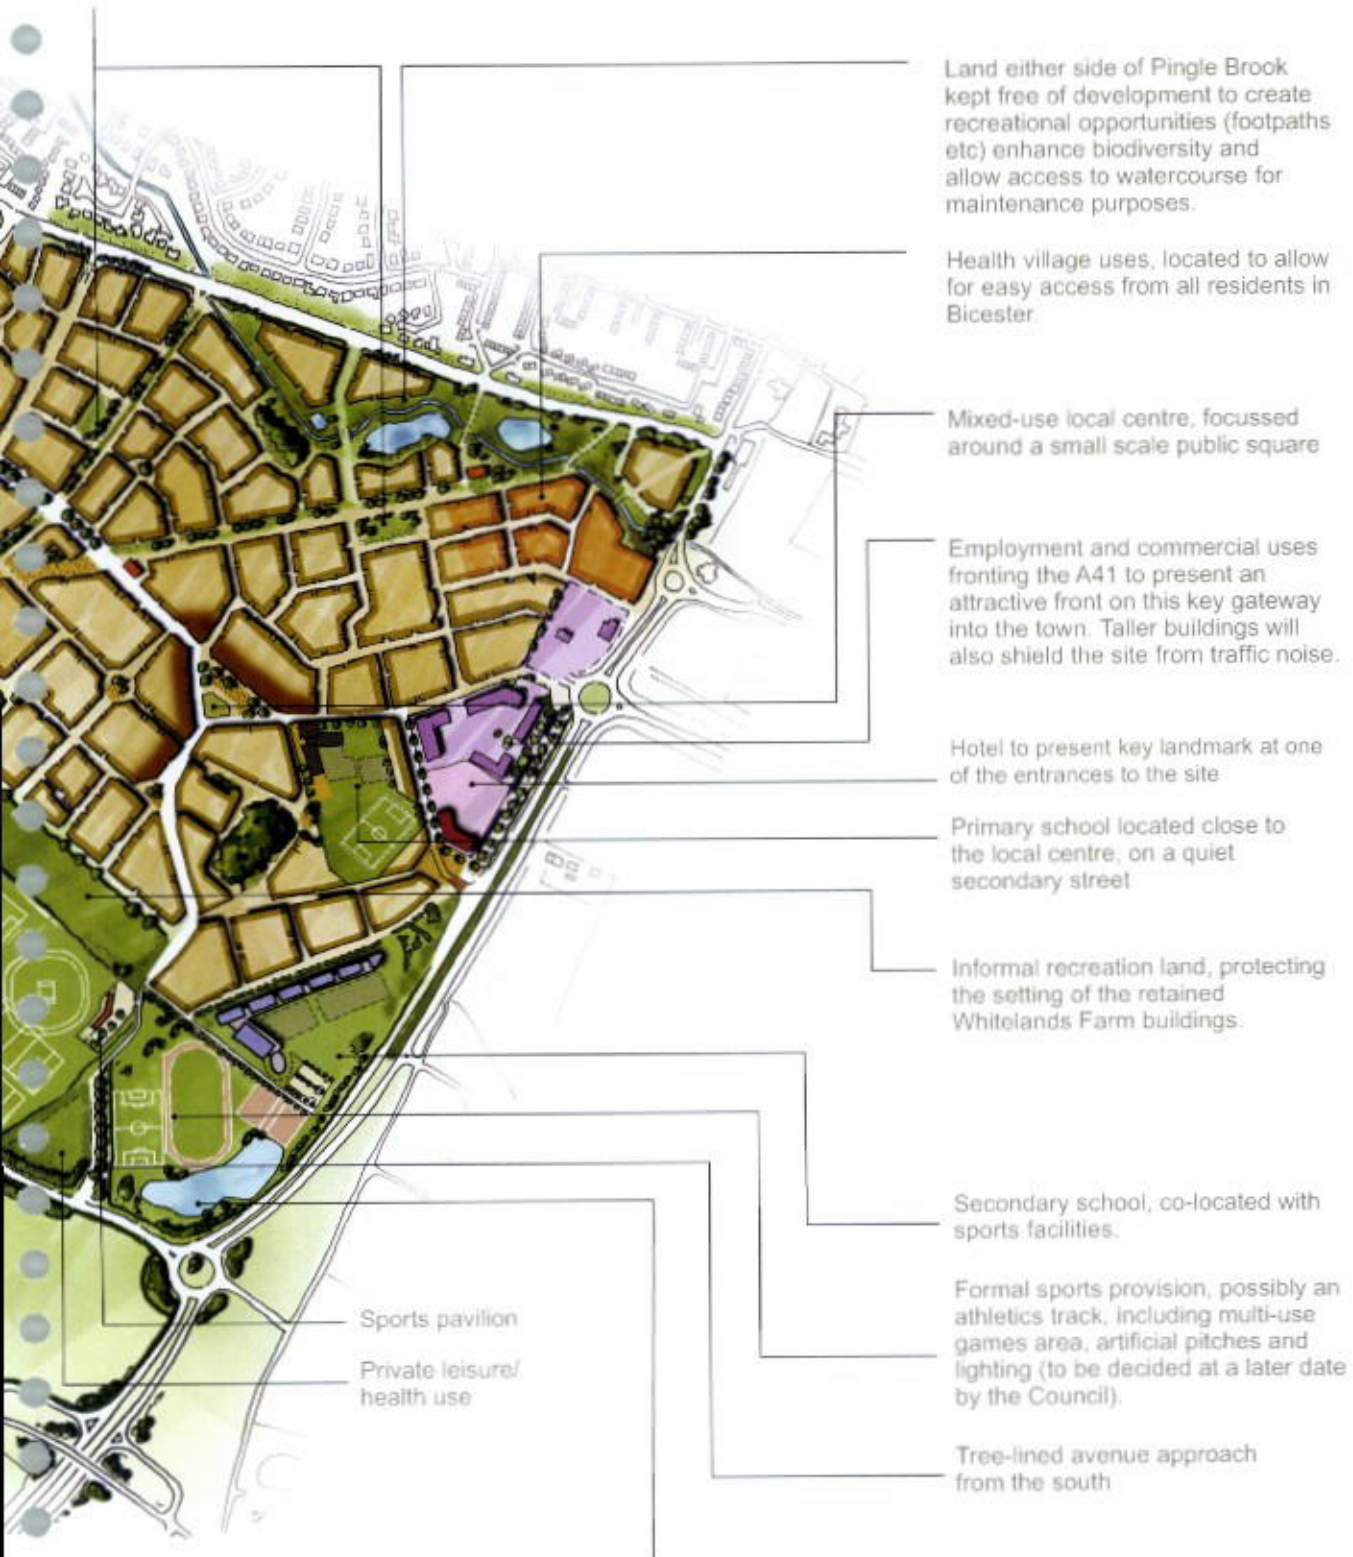 Land either side of Pingle Brook
kept free of development to create
recreational opportunities (footpaths
etc) enhance biodiversity and
allow access to watercourse for
maintenance purposes.
Health village uses, located to allow
for easy access from all residents in
Bicester.
Mixed-use local centre, focussed
around a small scale public square
Employment and commercial uses
fronting the A41 to present an
attractive front on this key gateway
into the town. Taller buildings will
also shield the site from traffic noise.
Hotel to present key landmark at one
of the entrances to the site
Primary school located close to
the local centre, on a quiet
secondary street
Informal recreation land, protecting
the setting of the retained
Whitelands Farm buildings.
Secondary school, co-located with
sports facilities.
Formal sports provision, possibly an
athletics track, including multi-use
games area, artificial pitches and
lighting (to be decided at a later date
by the Council).
Tree-lined avenue approach
from the south
Sports pavilion
Private leisure/
health use